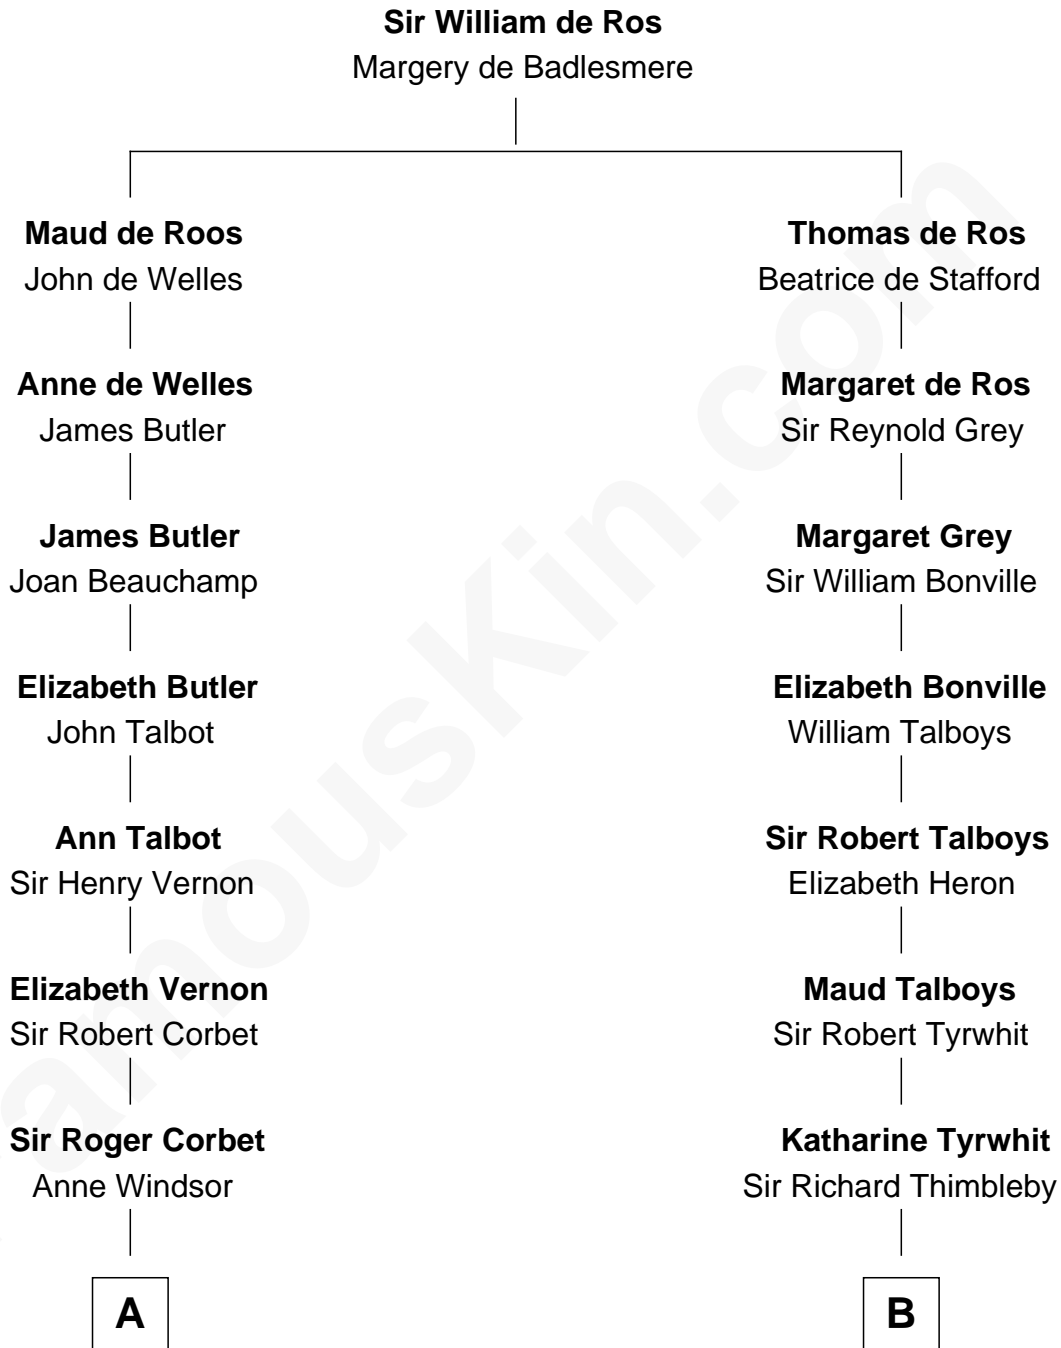 Sir William de Ros
Margery de Badlesmere
Maud de Roos
John de Welles
Thomas de Ros
Beatrice de Stafford
Anne de Welles
James Butler
Margaret de Ros
Sir Reynold Grey
James Butler
Joan Beauchamp
Margaret Grey
Sir William Bonville
Elizabeth Butler
John Talbot
Elizabeth Bonville
William Talboys
Ann Talbot
Sir Henry Vernon
Sir Robert Talboys
Elizabeth Heron
Elizabeth Vernon
Sir Robert Corbet
Maud Talboys
Sir Robert Tyrwhit
Sir Roger Corbet
Anne Windsor
Katharine Tyrwhit
Sir Richard Thimbleby
A
B
amouskin.com